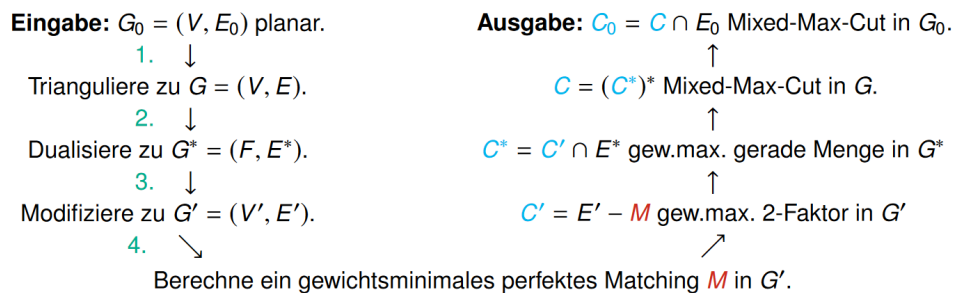 Eingabe: G₀ = (V, E₀) planar.
1. ↓
Trianguliere zu G = (V, E).
2. ↓
Dualisiere zu G* = (F, E*).
3. ↓
Modifiziere zu G′ = (V′, E′).
4. ↘
Berechne ein gewichtsminimales perfektes Matching M in G′.
↗
C′ = E′ − M gew.max. 2-Faktor in G′
↑
C* = C′ ∩ E* gew.max. gerade Menge in G*
↑
C = (C*)* Mixed-Max-Cut in G.
↑
Ausgabe: C₀ = C ∩ E₀ Mixed-Max-Cut in G₀.